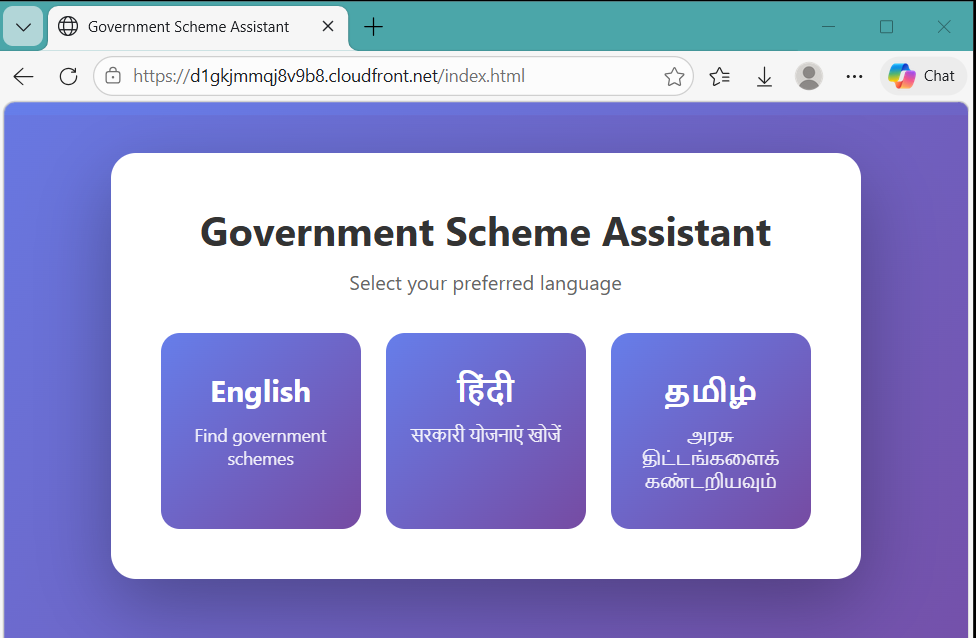 Government Scheme Assistant
https://d1gkjmmqj8v9b8.cloudfront.net/index.html
Chat
Government Scheme Assistant
Select your preferred language
English
Find government
schemes
हिंदी
सरकारी योजनाएं खोजें
தமிழ்
அரசு
திட்டங்களைக்
கண்டறியவும்